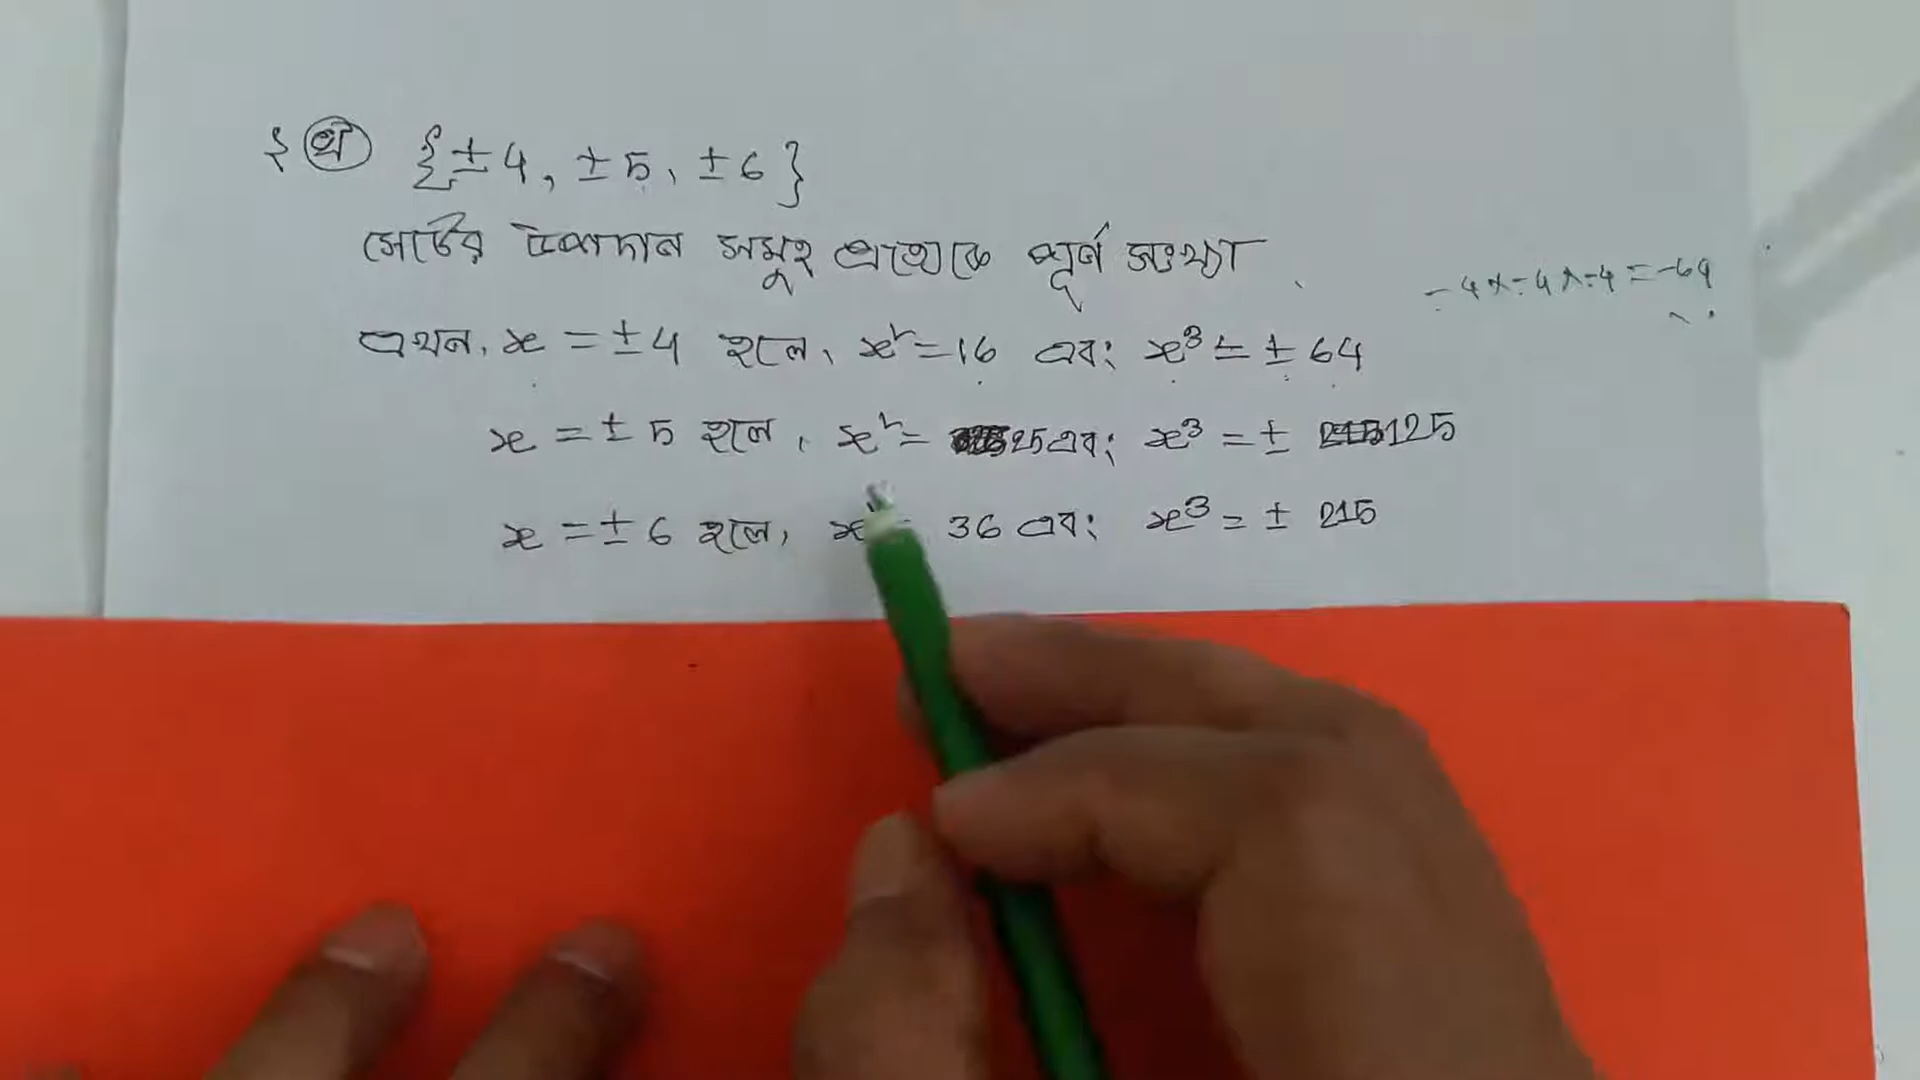 ২ থ {±4, ±5, ±6}
সেটের উপাদান সমূহ প্রত্যেকে পূর্ণ সংখ্যা
-4×-4×-4=-64
এখন, x = ±4 হলে, x²=16 এবং x³ = ±64
x = ±5 হলে, x² = 25 এবং x³ = ± 125
x = ±6 হলে, 36 এবং x³ = ± 215